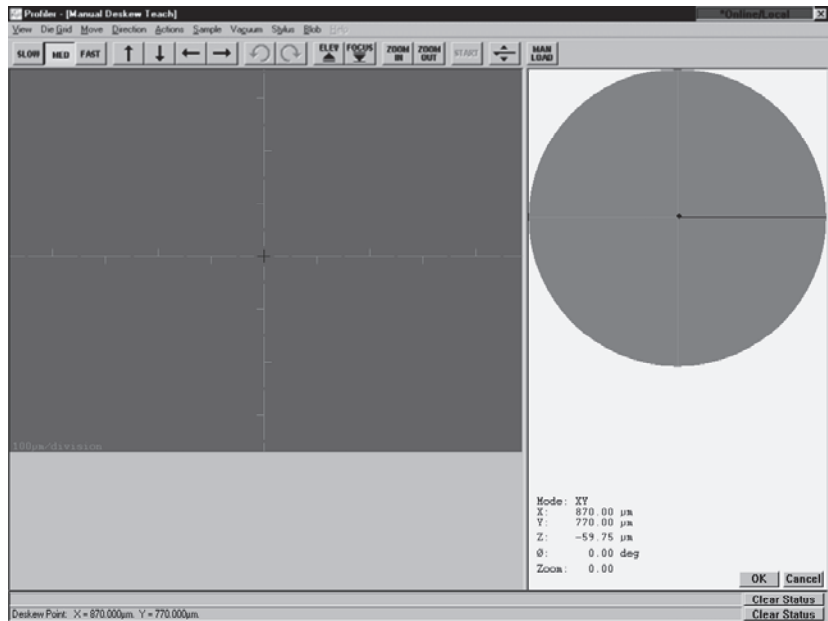 Profiler - [Manual Deskew Teach]
*Online/Local
View Die Grid Move Direction Actions Sample Vacuum Stylus Blob Help
SLOW MED FAST ELEV FOCUS ZOOM IN ZOOM OUT START MAN LOAD
100µm/division
Mode: XY
X: 870.00 µm
Y: 770.00 µm
Z: -59.75 µm
Ø: 0.00 deg
Zoom: 0.00
OK Cancel
Clear Status
Deskew Point: X = 870.000µm. Y = 770.000µm. Clear Status